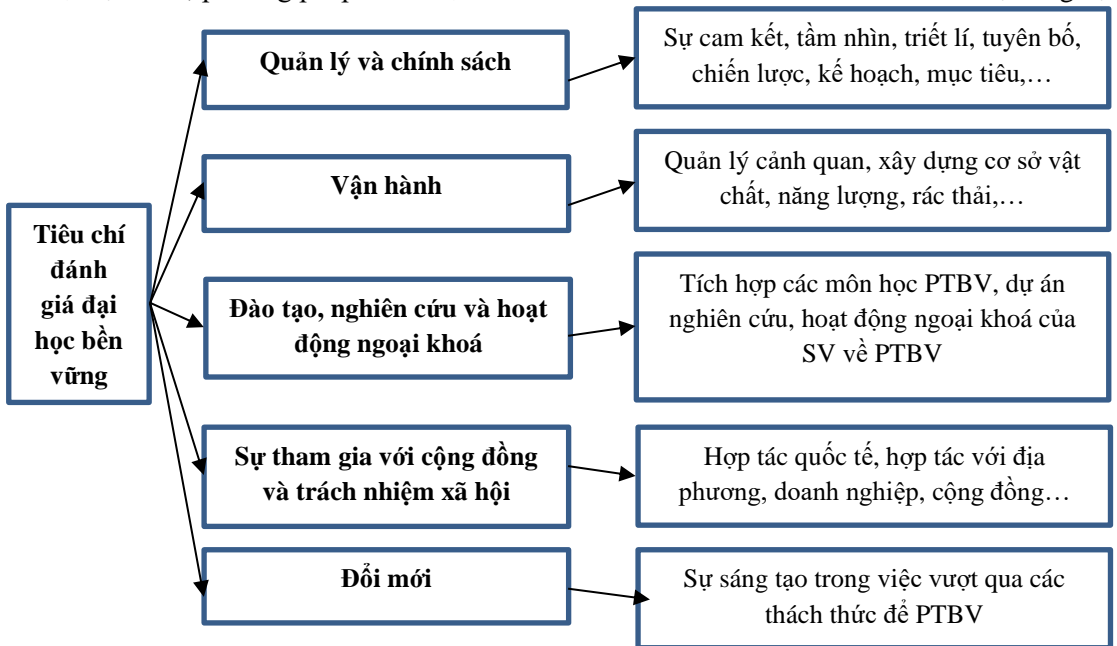 Quản lý và chính sách
Sự cam kết, tầm nhìn, triết lí, tuyên bố,
chiến lược, kế hoạch, mục tiêu,…
Vận hành
Quản lý cảnh quan, xây dựng cơ sở vật
chất, năng lượng, rác thải,…
Tiêu chí
đánh
giá đại
học bền
vững
Đào tạo, nghiên cứu và hoạt
động ngoại khoá
Tích hợp các môn học PTBV, dự án
nghiên cứu, hoạt động ngoại khoá của
SV về PTBV
Sự tham gia với cộng đồng
và trách nhiệm xã hội
Hợp tác quốc tế, hợp tác với địa
phương, doanh nghiệp, cộng đồng…
Đổi mới
Sự sáng tạo trong việc vượt qua các
thách thức để PTBV